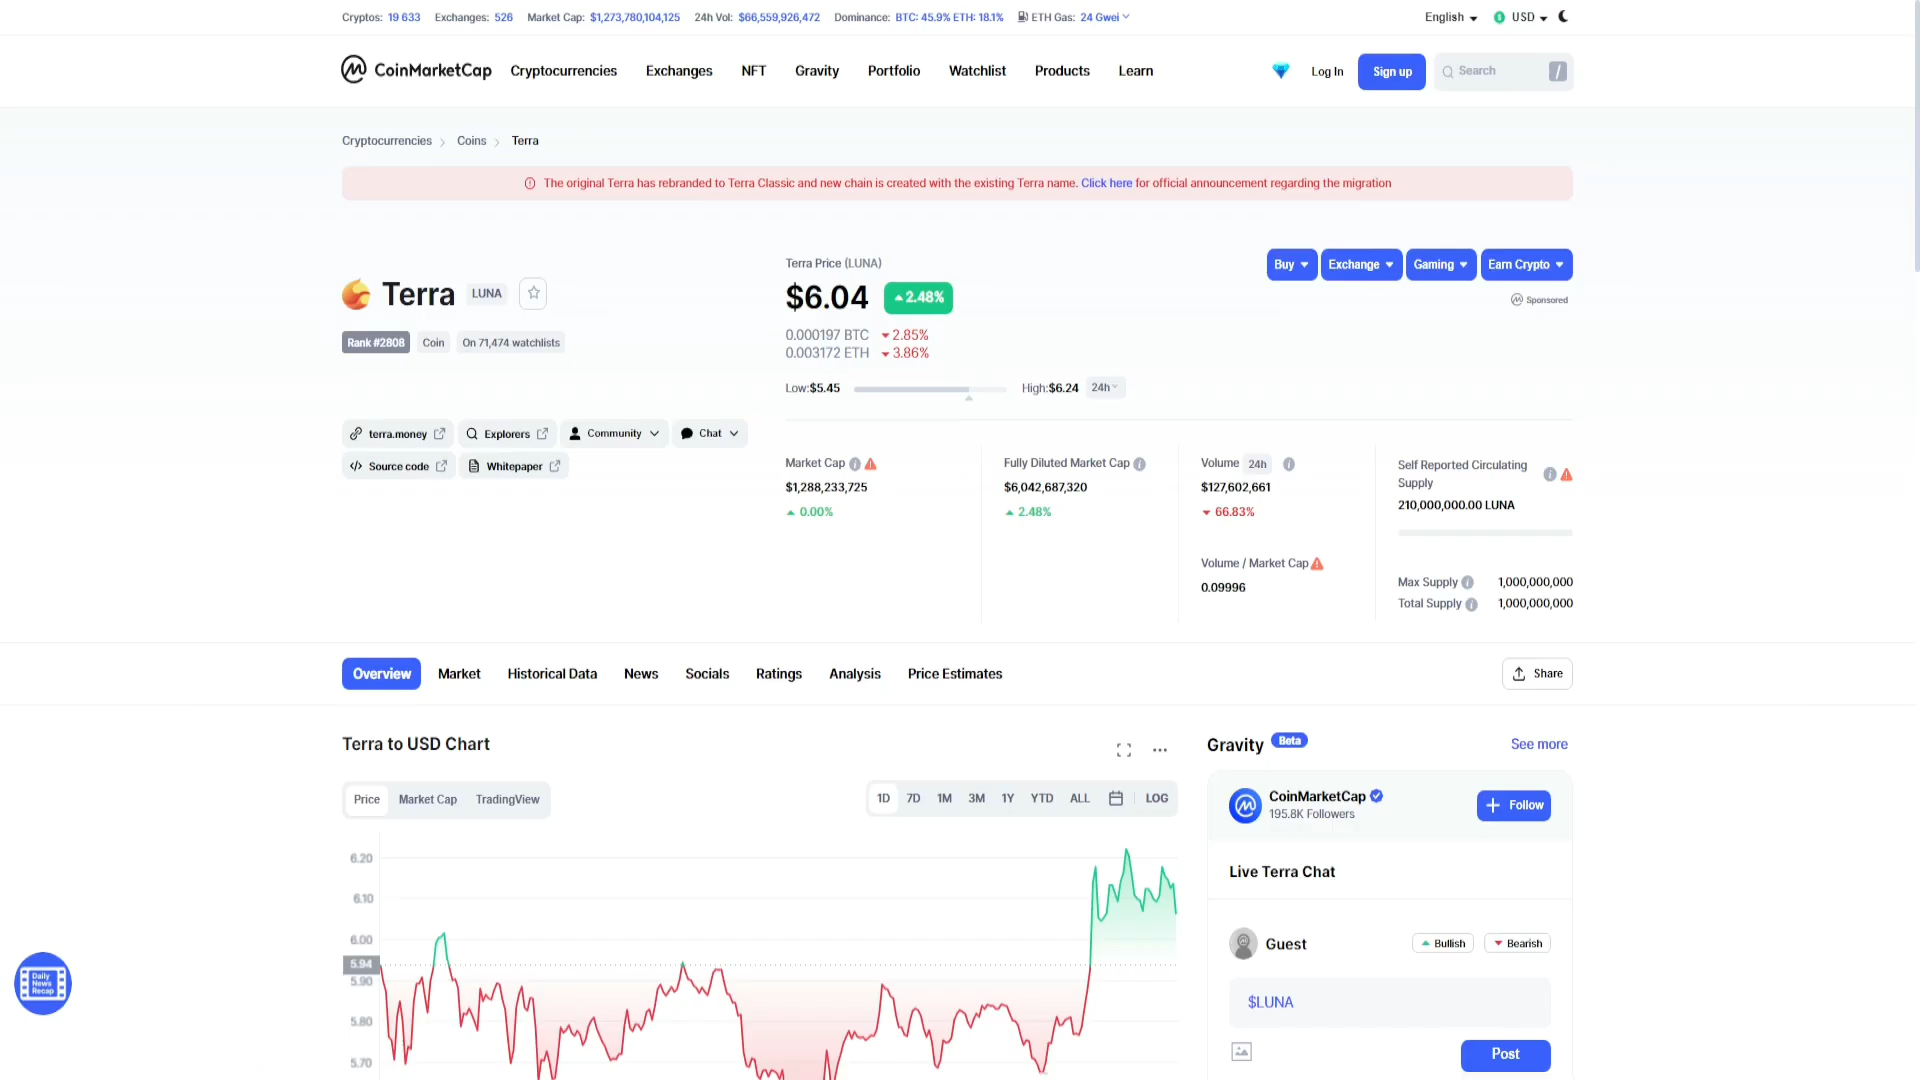 Cryptos: 19 633 Exchanges: 526 Market Cap: $1,273,780,104,125 24h Vol: $66,559,926,472 Dominance: BTC: 45.9% ETH: 18.1% ETH Gas: 24 Gwei English USD
CoinMarketCap Cryptocurrencies Exchanges NFT Gravity Portfolio Watchlist Products Learn Log In Sign up Search /
Cryptocurrencies Coins Terra
The original Terra has rebranded to Terra Classic and new chain is created with the existing Terra name. Click here for official announcement regarding the migration
Terra Price (LUNA)
Buy Exchange Gaming Earn Crypto
Terra LUNA
$6.04 2.48%
Sponsored
0.000197 BTC 2.85%
Rank #2808 Coin On 71,474 watchlists
0.003172 ETH 3.86%
Low:$5.45 High:$6.24 24h
terra.money Explorers Community Chat
Source code Whitepaper
Market Cap
$1,288,233,725
0.00%
Fully Diluted Market Cap
$6,042,687,320
2.48%
Volume 24h
$127,602,661
66.83%
Volume / Market Cap
0.09996
Self Reported Circulating
Supply
210,000,000.00 LUNA
Max Supply 1,000,000,000
Total Supply 1,000,000,000
Overview Market Historical Data News Socials Ratings Analysis Price Estimates Share
Terra to USD Chart
Price Market Cap TradingView 1D 7D 1M 3M 1Y YTD ALL LOG
6.20
6.10
6.00
5.94
5.90
5.80
5.70
Gravity Beta See more
CoinMarketCap
195.8K Followers
Follow
Live Terra Chat
Guest Bullish Bearish
$LUNA
Post
Daily
News
Recap